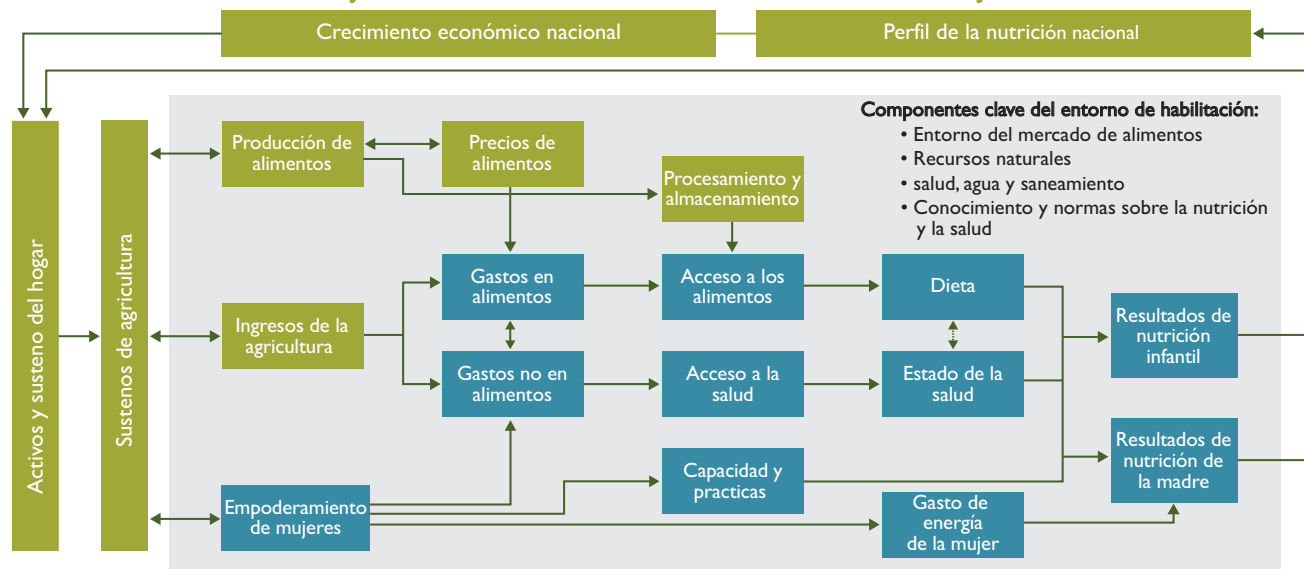 Crecimiento económico nacional
Perfil de la nutrición nacional
Componentes clave del entorno de habilitación:
• Entorno del mercado de alimentos
• Recursos naturales
• salud, agua y saneamiento
• Conocimiento y normas sobre la nutrición
y la salud
Activos y susteno del hogar
Sustenos de agricultura
Producción de
alimentos
Precios de
alimentos
Procesamiento y
almacenamiento
Gastos en
alimentos
Acceso a los
alimentos
Dieta
Ingresos de la
agricultura
Resultados de
nutrición
infantil
Gastos no en
alimentos
Acceso a la
salud
Estado de la
salud
Resultados de
nutrición de
la madre
Capacidad y
practicas
Empoderamiento
de mujeres
Gasto de
energía
de la mujer